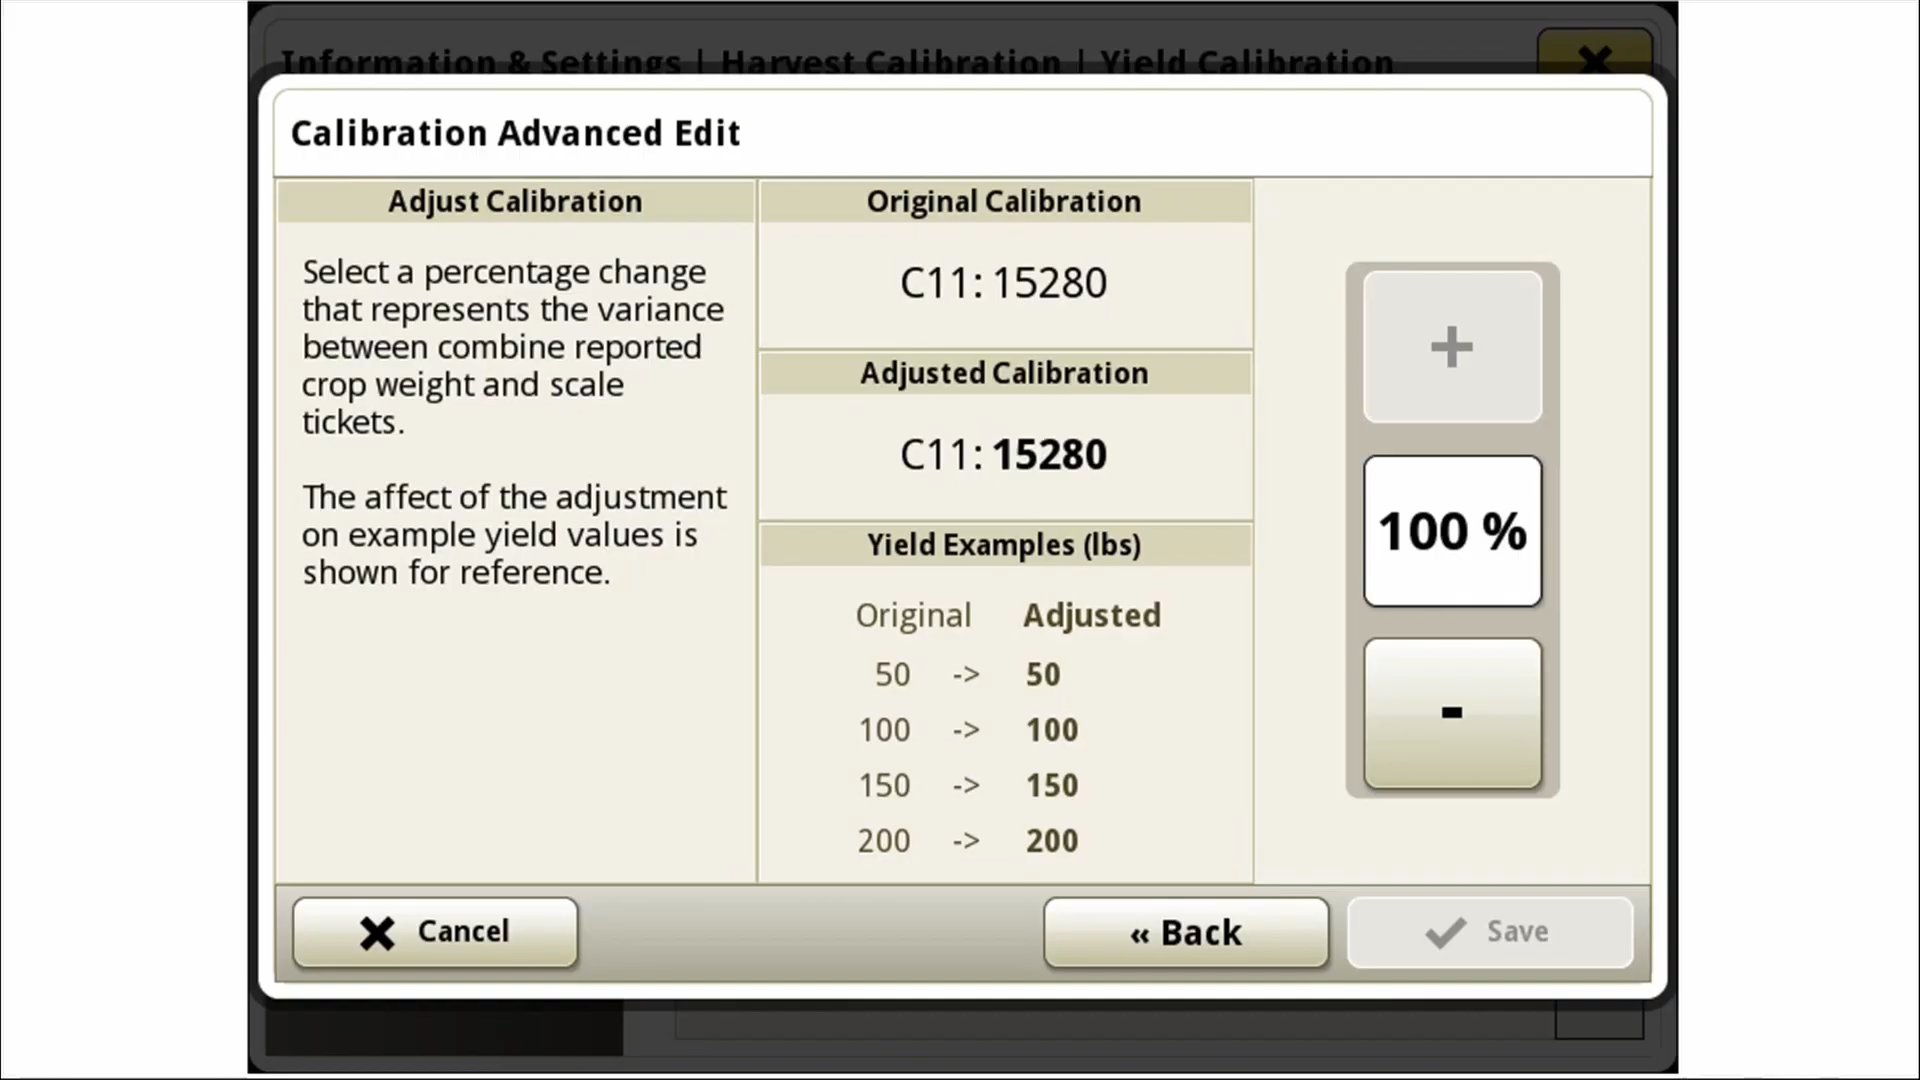 Information & Settings | Harvest Calibration | Yield Calibration
Calibration Advanced Edit
Adjust Calibration
Select a percentage change
that represents the variance
between combine reported
crop weight and scale
tickets.
The affect of the adjustment
on example yield values is
shown for reference.
Original Calibration
C11: 15280
Adjusted Calibration
C11: 15280
Yield Examples (lbs)
Original Adjusted
50 -> 50
100 -> 100
150 -> 150
200 -> 200
+
100 %
-
Cancel
« Back
Save